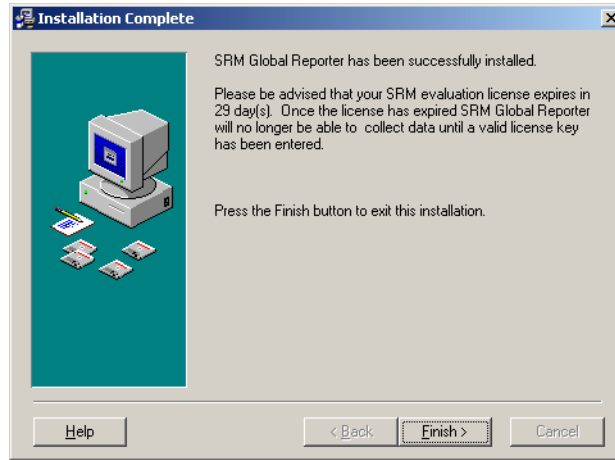 Installation Complete
SRM Global Reporter has been successfully installed.
Please be advised that your SRM evaluation license expires in
29 day(s). Once the license has expired SRM Global Reporter
will no longer be able to collect data until a valid license key
has been entered.
Press the Finish button to exit this installation.
Help
< Back
Finish >
Cancel